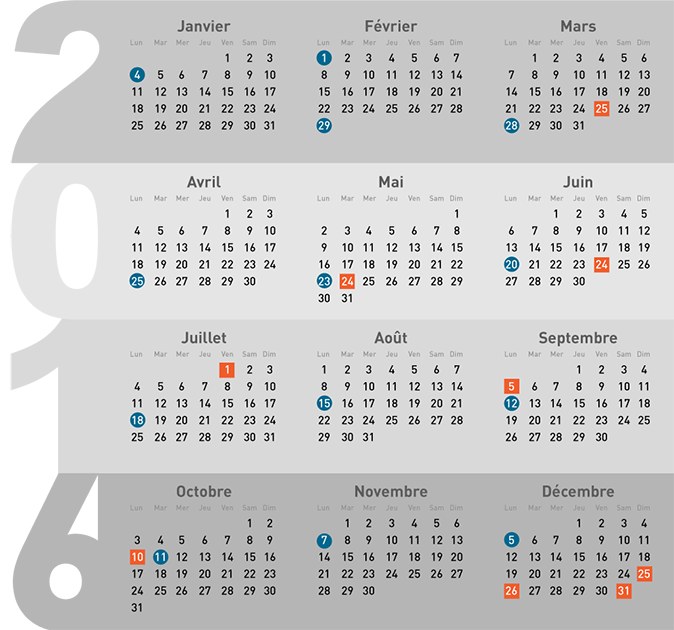 2016
Janvier
Lun Mar Mer Jeu Ven Sam Dim
1 2 3
4 5 6 7 8 9 10
11 12 13 14 15 16 17
18 19 20 21 22 23 24
25 26 27 28 29 30 31
Février
Lun Mar Mer Jeu Ven Sam Dim
1 2 3 4 5 6 7
8 9 10 11 12 13 14
15 16 17 18 19 20 21
22 23 24 25 26 27 28
29
Mars
Lun Mar Mer Jeu Ven Sam Dim
1 2 3 4 5 6
7 8 9 10 11 12 13
14 15 16 17 18 19 20
21 22 23 24 25 26 27
28 29 30 31
Avril
Lun Mar Mer Jeu Ven Sam Dim
1 2 3
4 5 6 7 8 9 10
11 12 13 14 15 16 17
18 19 20 21 22 23 24
25 26 27 28 29 30
Mai
Lun Mar Mer Jeu Ven Sam Dim
1
2 3 4 5 6 7 8
9 10 11 12 13 14 15
16 17 18 19 20 21 22
23 24 25 26 27 28 29
30 31
Juin
Lun Mar Mer Jeu Ven Sam Dim
1 2 3 4 5
6 7 8 9 10 11 12
13 14 15 16 17 18 19
20 21 22 23 24 25 26
27 28 29 30
Juillet
Lun Mar Mer Jeu Ven Sam Dim
1 2 3
4 5 6 7 8 9 10
11 12 13 14 15 16 17
18 19 20 21 22 23 24
25 26 27 28 29 30 31
Août
Lun Mar Mer Jeu Ven Sam Dim
1 2 3 4 5 6 7
8 9 10 11 12 13 14
15 16 17 18 19 20 21
22 23 24 25 26 27 28
29 30 31
Septembre
Lun Mar Mer Jeu Ven Sam Dim
1 2 3 4
5 6 7 8 9 10 11
12 13 14 15 16 17 18
19 20 21 22 23 24 25
26 27 28 29 30
Octobre
Lun Mar Mer Jeu Ven Sam Dim
1 2
3 4 5 6 7 8 9
10 11 12 13 14 15 16
17 18 19 20 21 22 23
24 25 26 27 28 29 30
31
Novembre
Lun Mar Mer Jeu Ven Sam Dim
1 2 3 4 5 6
7 8 9 10 11 12 13
14 15 16 17 18 19 20
21 22 23 24 25 26 27
28 29 30
Décembre
Lun Mar Mer Jeu Ven Sam Dim
1 2 3 4
5 6 7 8 9 10 11
12 13 14 15 16 17 18
19 20 21 22 23 24 25
26 27 28 29 30 31